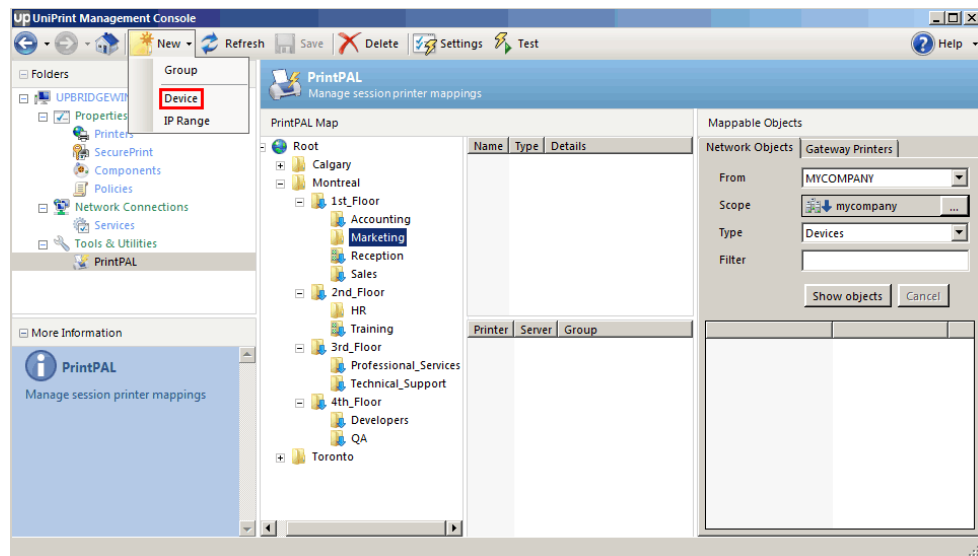 up UniPrint Management Console
New Refresh Save Delete Settings Test Help
Group
Device
IP Range
Folders
Properties
Printers
SecurePrint
Components
Policies
Network Connections
Services
Tools & Utilities
PrintPAL
More Information
PrintPAL
Manage session printer mappings
PrintPAL
Manage session printer mappings
PrintPAL Map
Root
Calgary
Montreal
1st_Floor
Accounting
Marketing
Reception
Sales
2nd_Floor
HR
Training
3rd_Floor
Professional_Services
Technical_Support
4th_Floor
Developers
QA
Toronto
Name Type Details
Printer Server Group
Mappable Objects
Network Objects Gateway Printers
From MYCOMPANY
Scope mycompany ...
Type Devices
Filter
Show objects Cancel